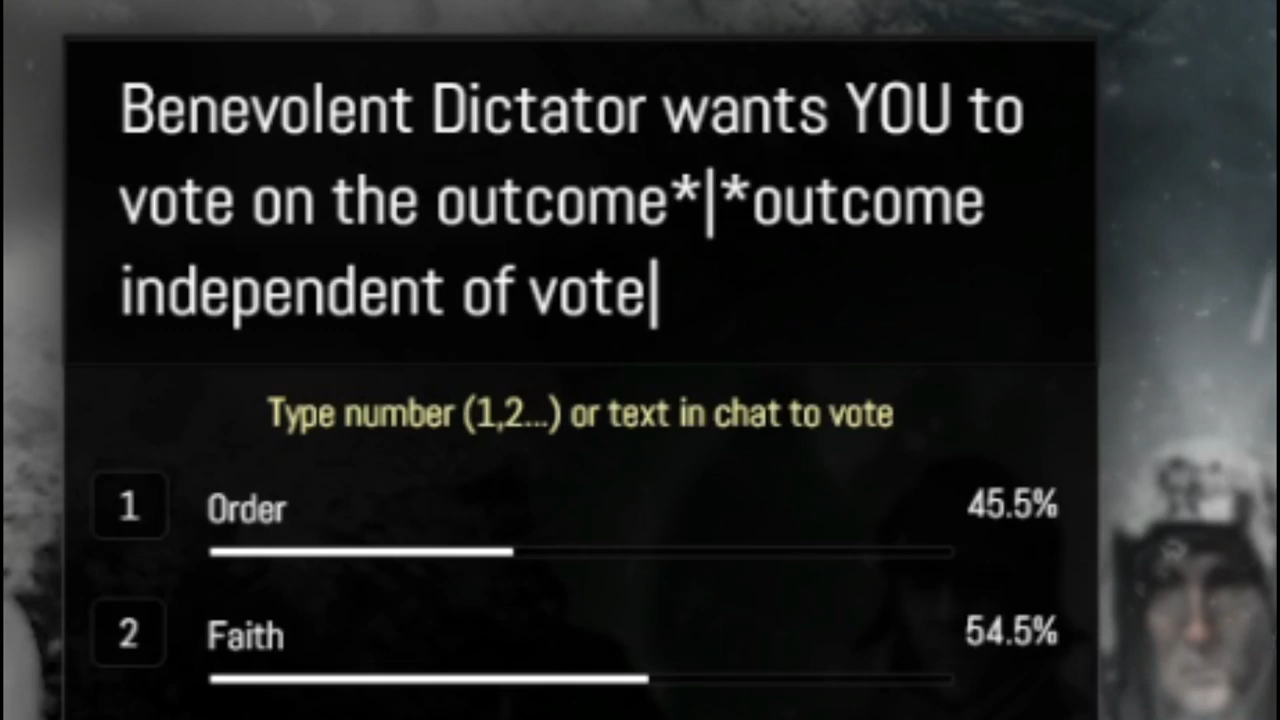 Benevolent Dictator wants YOU to
vote on the outcome*|*outcome
independent of vote|
Type number (1,2...) or text in chat to vote
1 Order 45.5%
2 Faith 54.5%